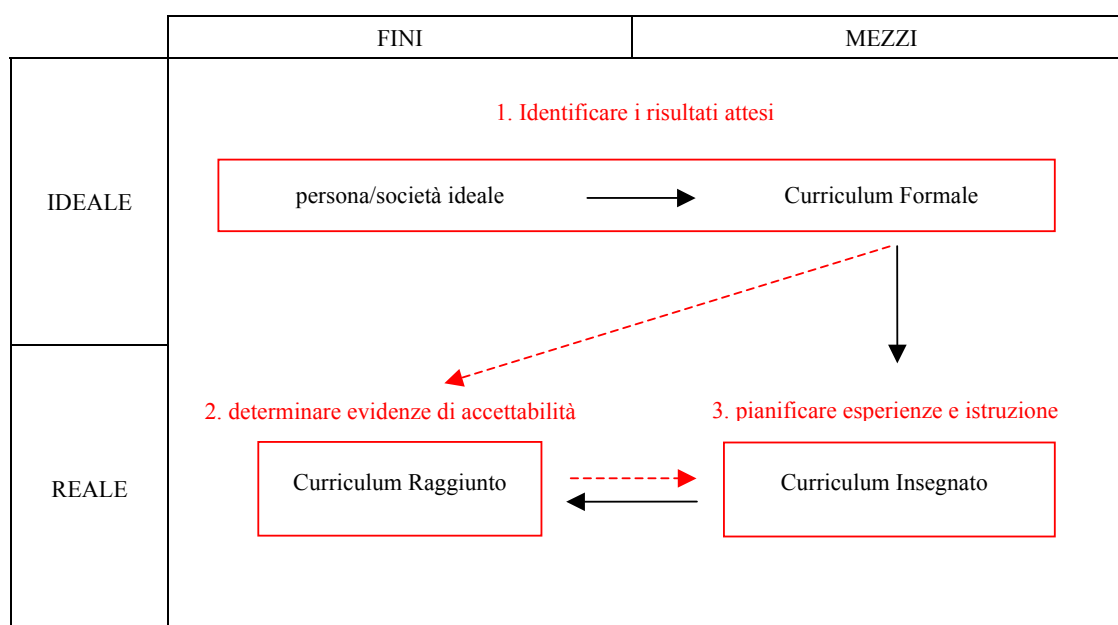 FINI
MEZZI
1. Identificare i risultati attesi
IDEALE
persona/società ideale
Curriculum Formale
2. determinare evidenze di accettabilità
3. pianificare esperienze e istruzione
REALE
Curriculum Raggiunto
Curriculum Insegnato